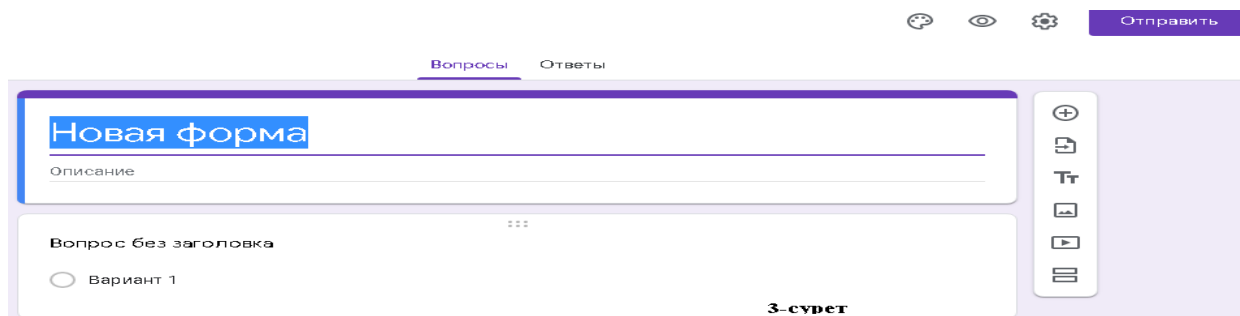 Отправить
Вопросы Ответы
Новая форма
Описание
Вопрос без заголовка
Вариант 1
3-сурет